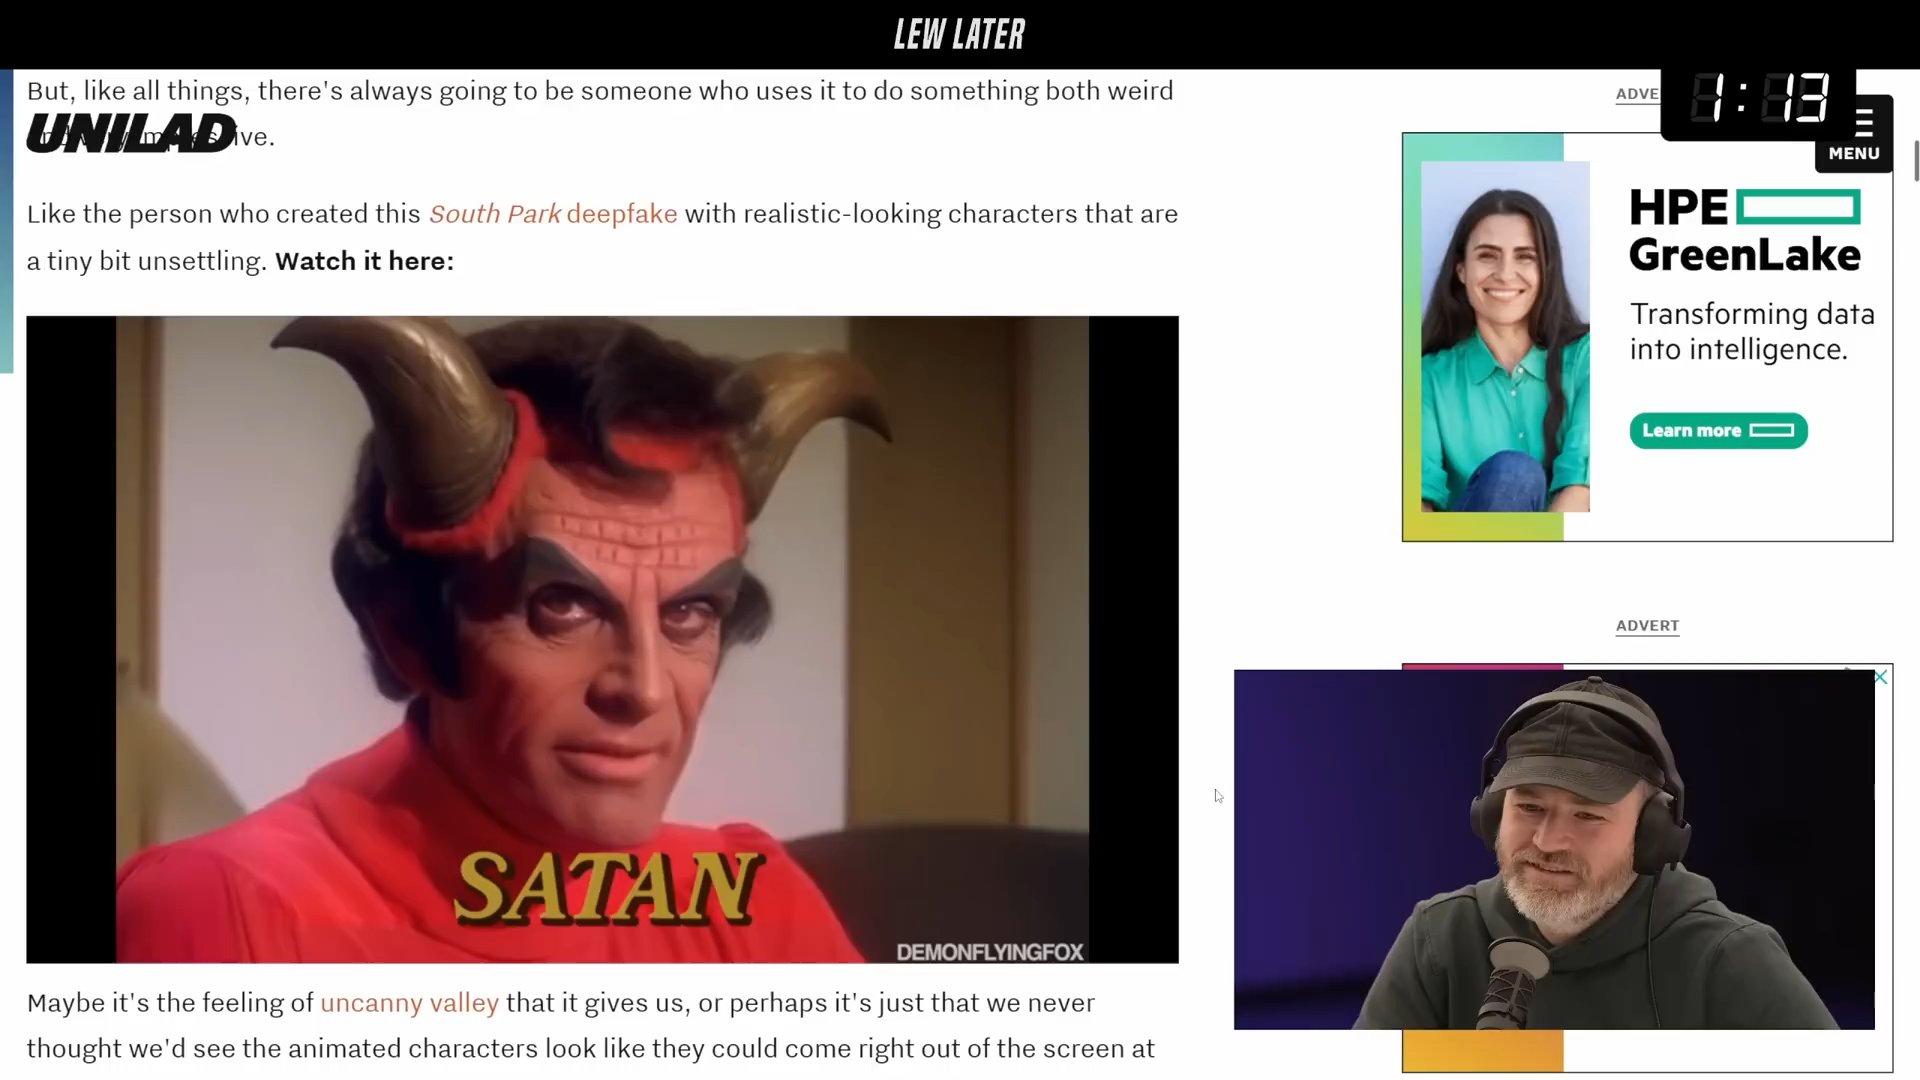 LEW LATER
But, like all things, there's always going to be someone who uses it to do something both weird
UNILAD
ive.
Like the person who created this South Park deepfake with realistic-looking characters that are
a tiny bit unsettling. Watch it here:
SATAN
DEMONFLYINGFOX
Maybe it's the feeling of uncanny valley that it gives us, or perhaps it's just that we never
thought we'd see the animated characters look like they could come right out of the screen at
ADVE
1:13
MENU
HPE
GreenLake
Transforming data
into intelligence.
Learn more
ADVERT